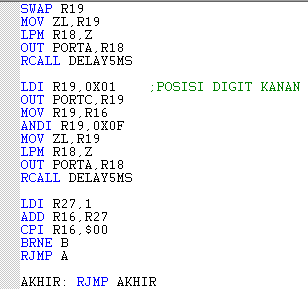 SWAP R19
MOV ZL,R19
LPM R18,Z
OUT PORTA,R18
RCALL DELAY5MS
LDI R19,0X01 ;POSISI DIGIT KANAN
OUT PORTC,R19
MOV R19,R16
ANDI R19,0X0F
MOV ZL,R19
LPM R18,Z
OUT PORTA,R18
RCALL DELAY5MS
LDI R27,1
ADD R16,R27
CPI R16,$00
BRNE B
RJMP A
AKHIR: RJMP AKHIR